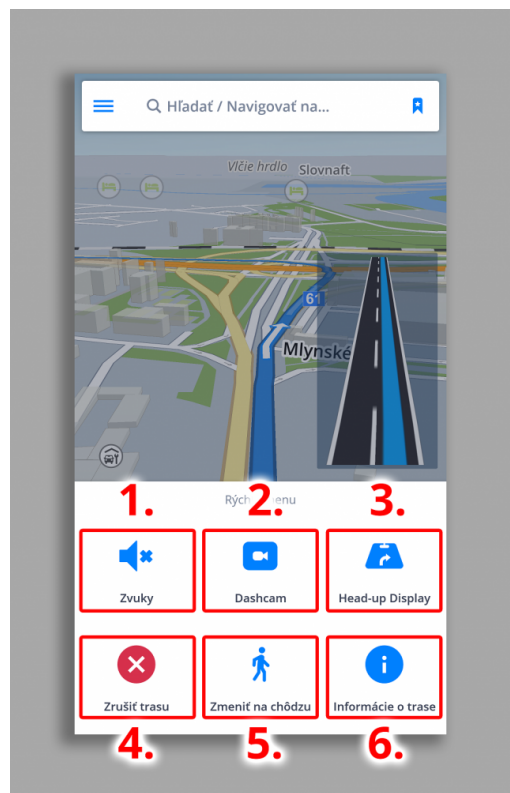 Hľadať / Navigovať na...
Vlčie hrdlo
Slovnaft
61
Mlynské
1.
2.
3.
Zvuky
Dashcam
Head-up Display
Zrušiť trasu
Zmeniť na chôdzu
Informácie o trase
4.
5.
6.